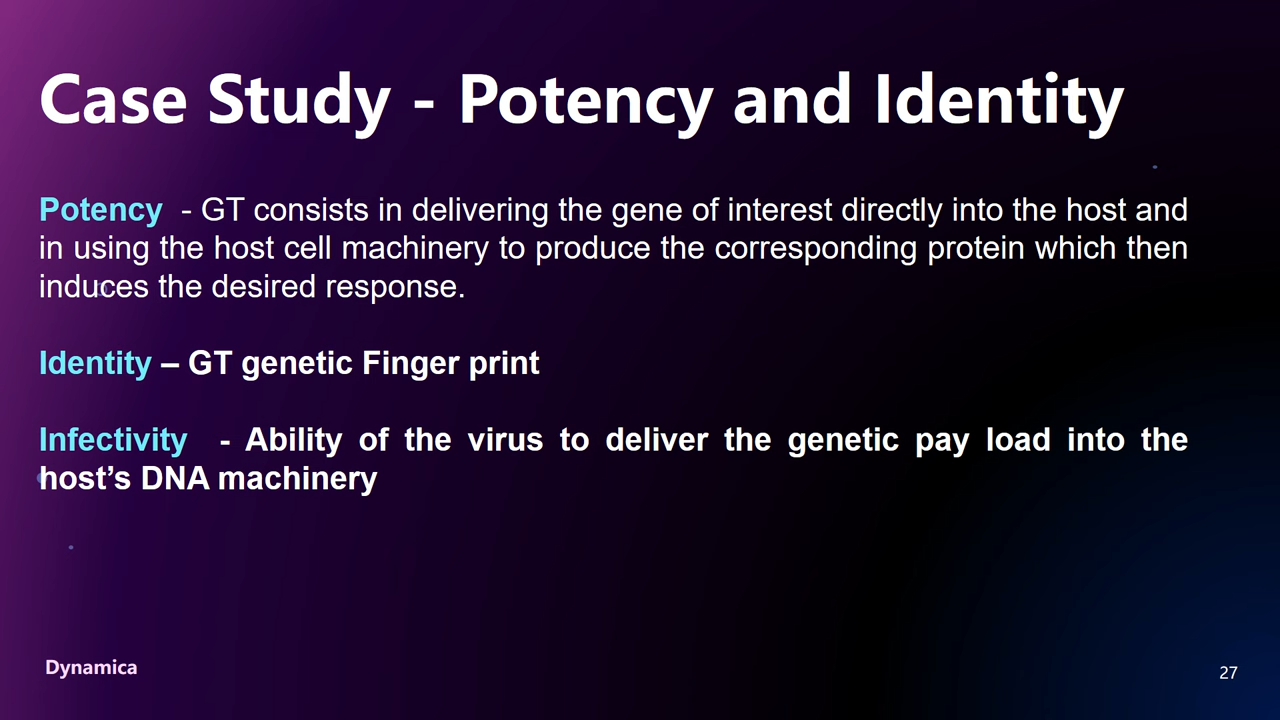 Case Study - Potency and Identity
Potency - GT consists in delivering the gene of interest directly into the host and
in using the host cell machinery to produce the corresponding protein which then
induces the desired response.
Identity – GT genetic Finger print
Infectivity - Ability of the virus to deliver the genetic pay load into the
host’s DNA machinery
Dynamica
27